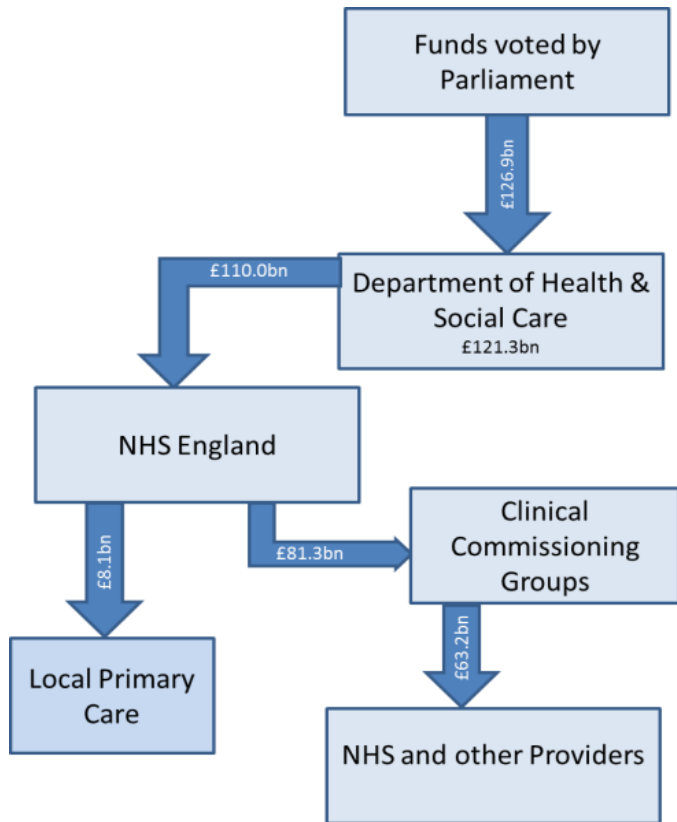 Funds voted by
Parliament
£126.9bn
£110.0bn
Department of Health &
Social Care
£121.3bn
NHS England
£8.1bn
£81.3bn
Clinical
Commissioning
Groups
£63.2bn
Local Primary
Care
NHS and other Providers